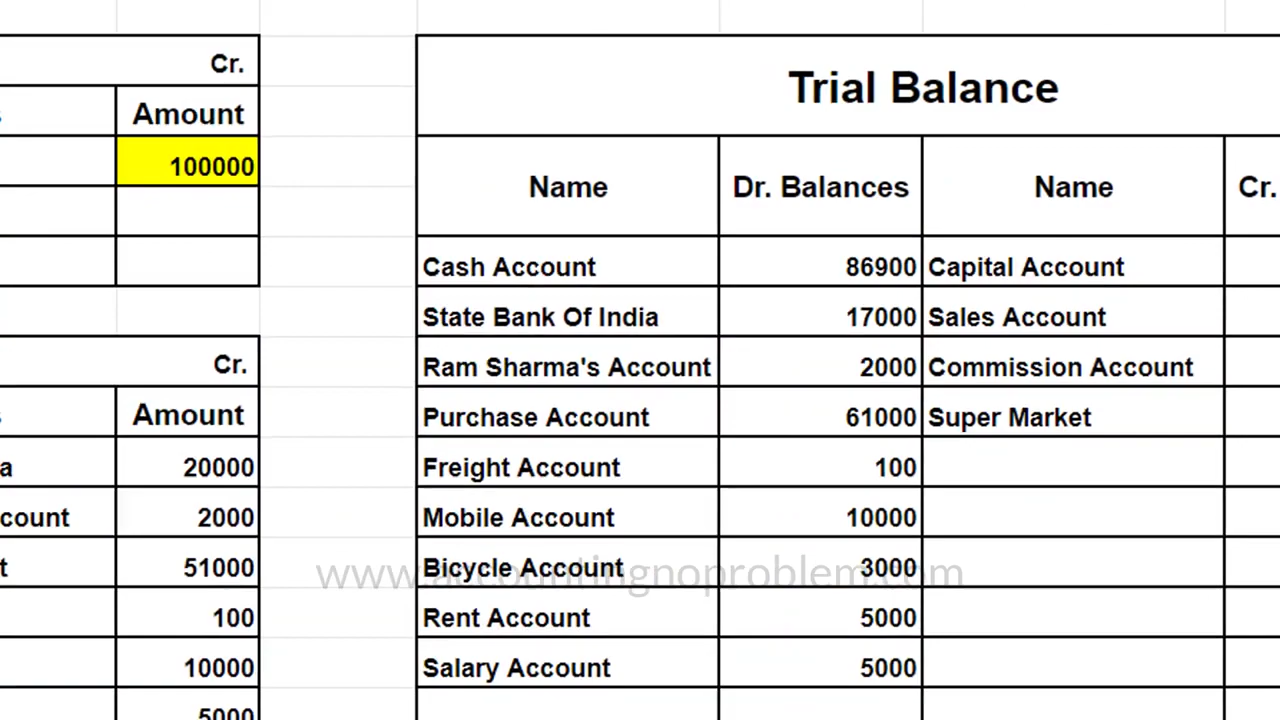 Cr.
Amount
100000
Cr.
Amount
a 20000
count 2000
t 51000
100
10000
5000
Trial Balance
Name Dr. Balances Name Cr.
Cash Account 86900 Capital Account
State Bank Of India 17000 Sales Account
Ram Sharma's Account 2000 Commission Account
Purchase Account 61000 Super Market
Freight Account 100
Mobile Account 10000
Bicycle Account 3000
Rent Account 5000
Salary Account 5000
www.accountingnoproblem.com